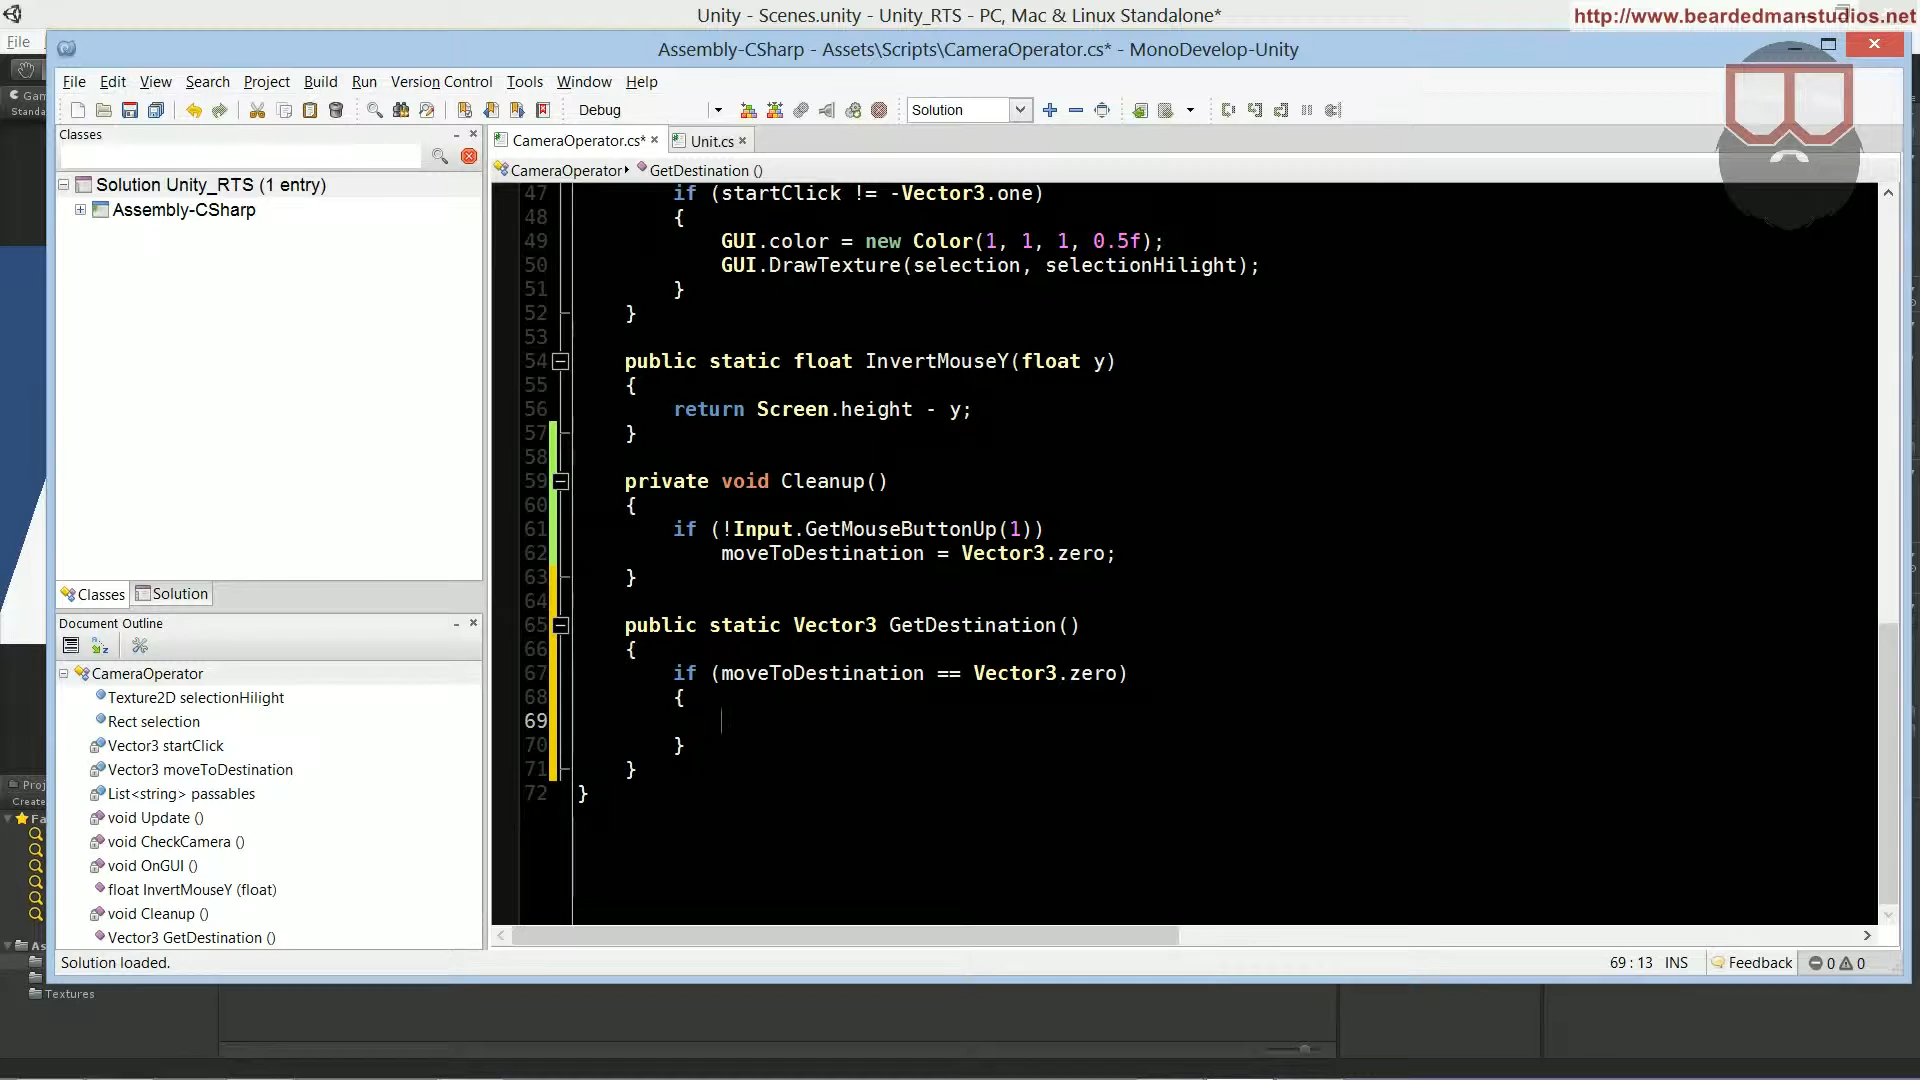 Unity - Scenes.unity - Unity_RTS - PC, Mac & Linux Standalone*
http://www.beardedmanstudios.net
File
Assembly-CSharp - Assets\Scripts\CameraOperator.cs* - MonoDevelop-Unity
File Edit View Search Project Build Run Version Control Tools Window Help
Debug
Solution
Classes
CameraOperator.cs*
Unit.cs
CameraOperator
GetDestination ()
Solution Unity_RTS (1 entry)
Assembly-CSharp
47 if (startClick != -Vector3.one)
48 {
49 GUI.color = new Color(1, 1, 1, 0.5f);
50 GUI.DrawTexture(selection, selectionHilight);
51 }
52 }
53
54 public static float InvertMouseY(float y)
55 {
56 return Screen.height - y;
57 }
58
59 private void Cleanup()
60 {
61 if (!Input.GetMouseButtonUp(1))
62 moveToDestination = Vector3.zero;
63 }
64
65 public static Vector3 GetDestination()
66 {
67 if (moveToDestination == Vector3.zero)
68 {
69
70 }
71 }
72 }
Classes
Solution
Document Outline
CameraOperator
Texture2D selectionHilight
Rect selection
Vector3 startClick
Vector3 moveToDestination
List<string> passables
void Update ()
void CheckCamera ()
void OnGUI ()
float InvertMouseY (float)
void Cleanup ()
Vector3 GetDestination ()
Solution loaded.
69 : 13 INS
Feedback
0 0
Textures